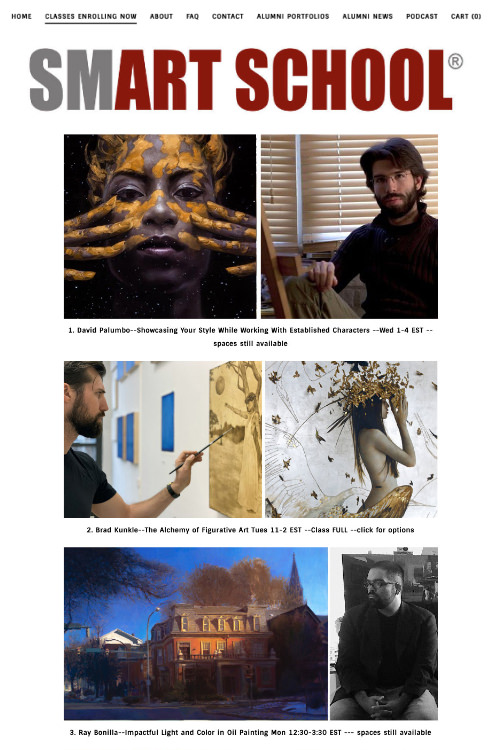 HOME CLASSES ENROLLING NOW ABOUT FAQ CONTACT ALUMNI PORTFOLIOS ALUMNI NEWS PODCAST CART (0)
SMART SCHOOL®
1. David Palumbo--Showcasing Your Style While Working With Established Characters --Wed 1-4 EST --
spaces still available
2. Brad Kunkle--The Alchemy of Figurative Art Tues 11-2 EST --Class FULL --click for options
3. Ray Bonilla--Impactful Light and Color in Oil Painting Mon 12:30-3:30 EST --- spaces still available